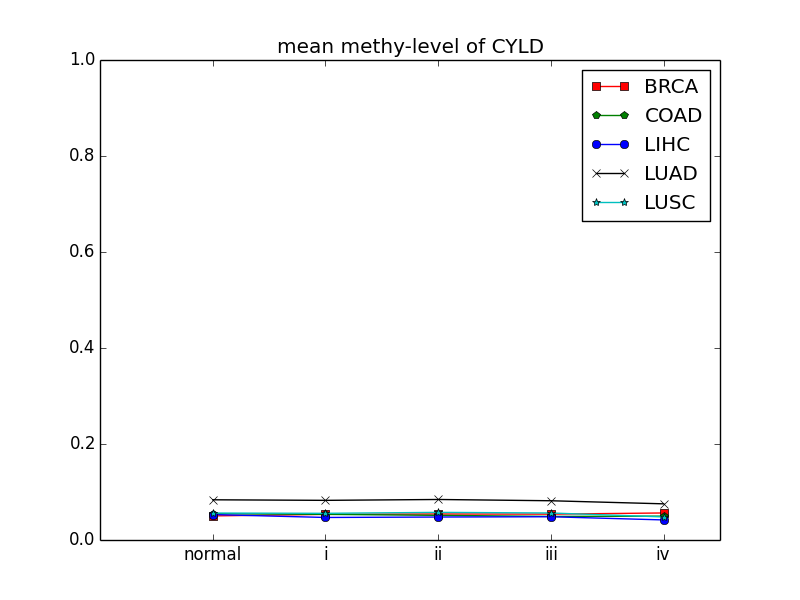 mean methy-level of CYLD
1.0
0.8
0.6
0.4
0.2
0.0
BRCA
COAD
LIHC
LUAD
LUSC
normal i ii iii iv